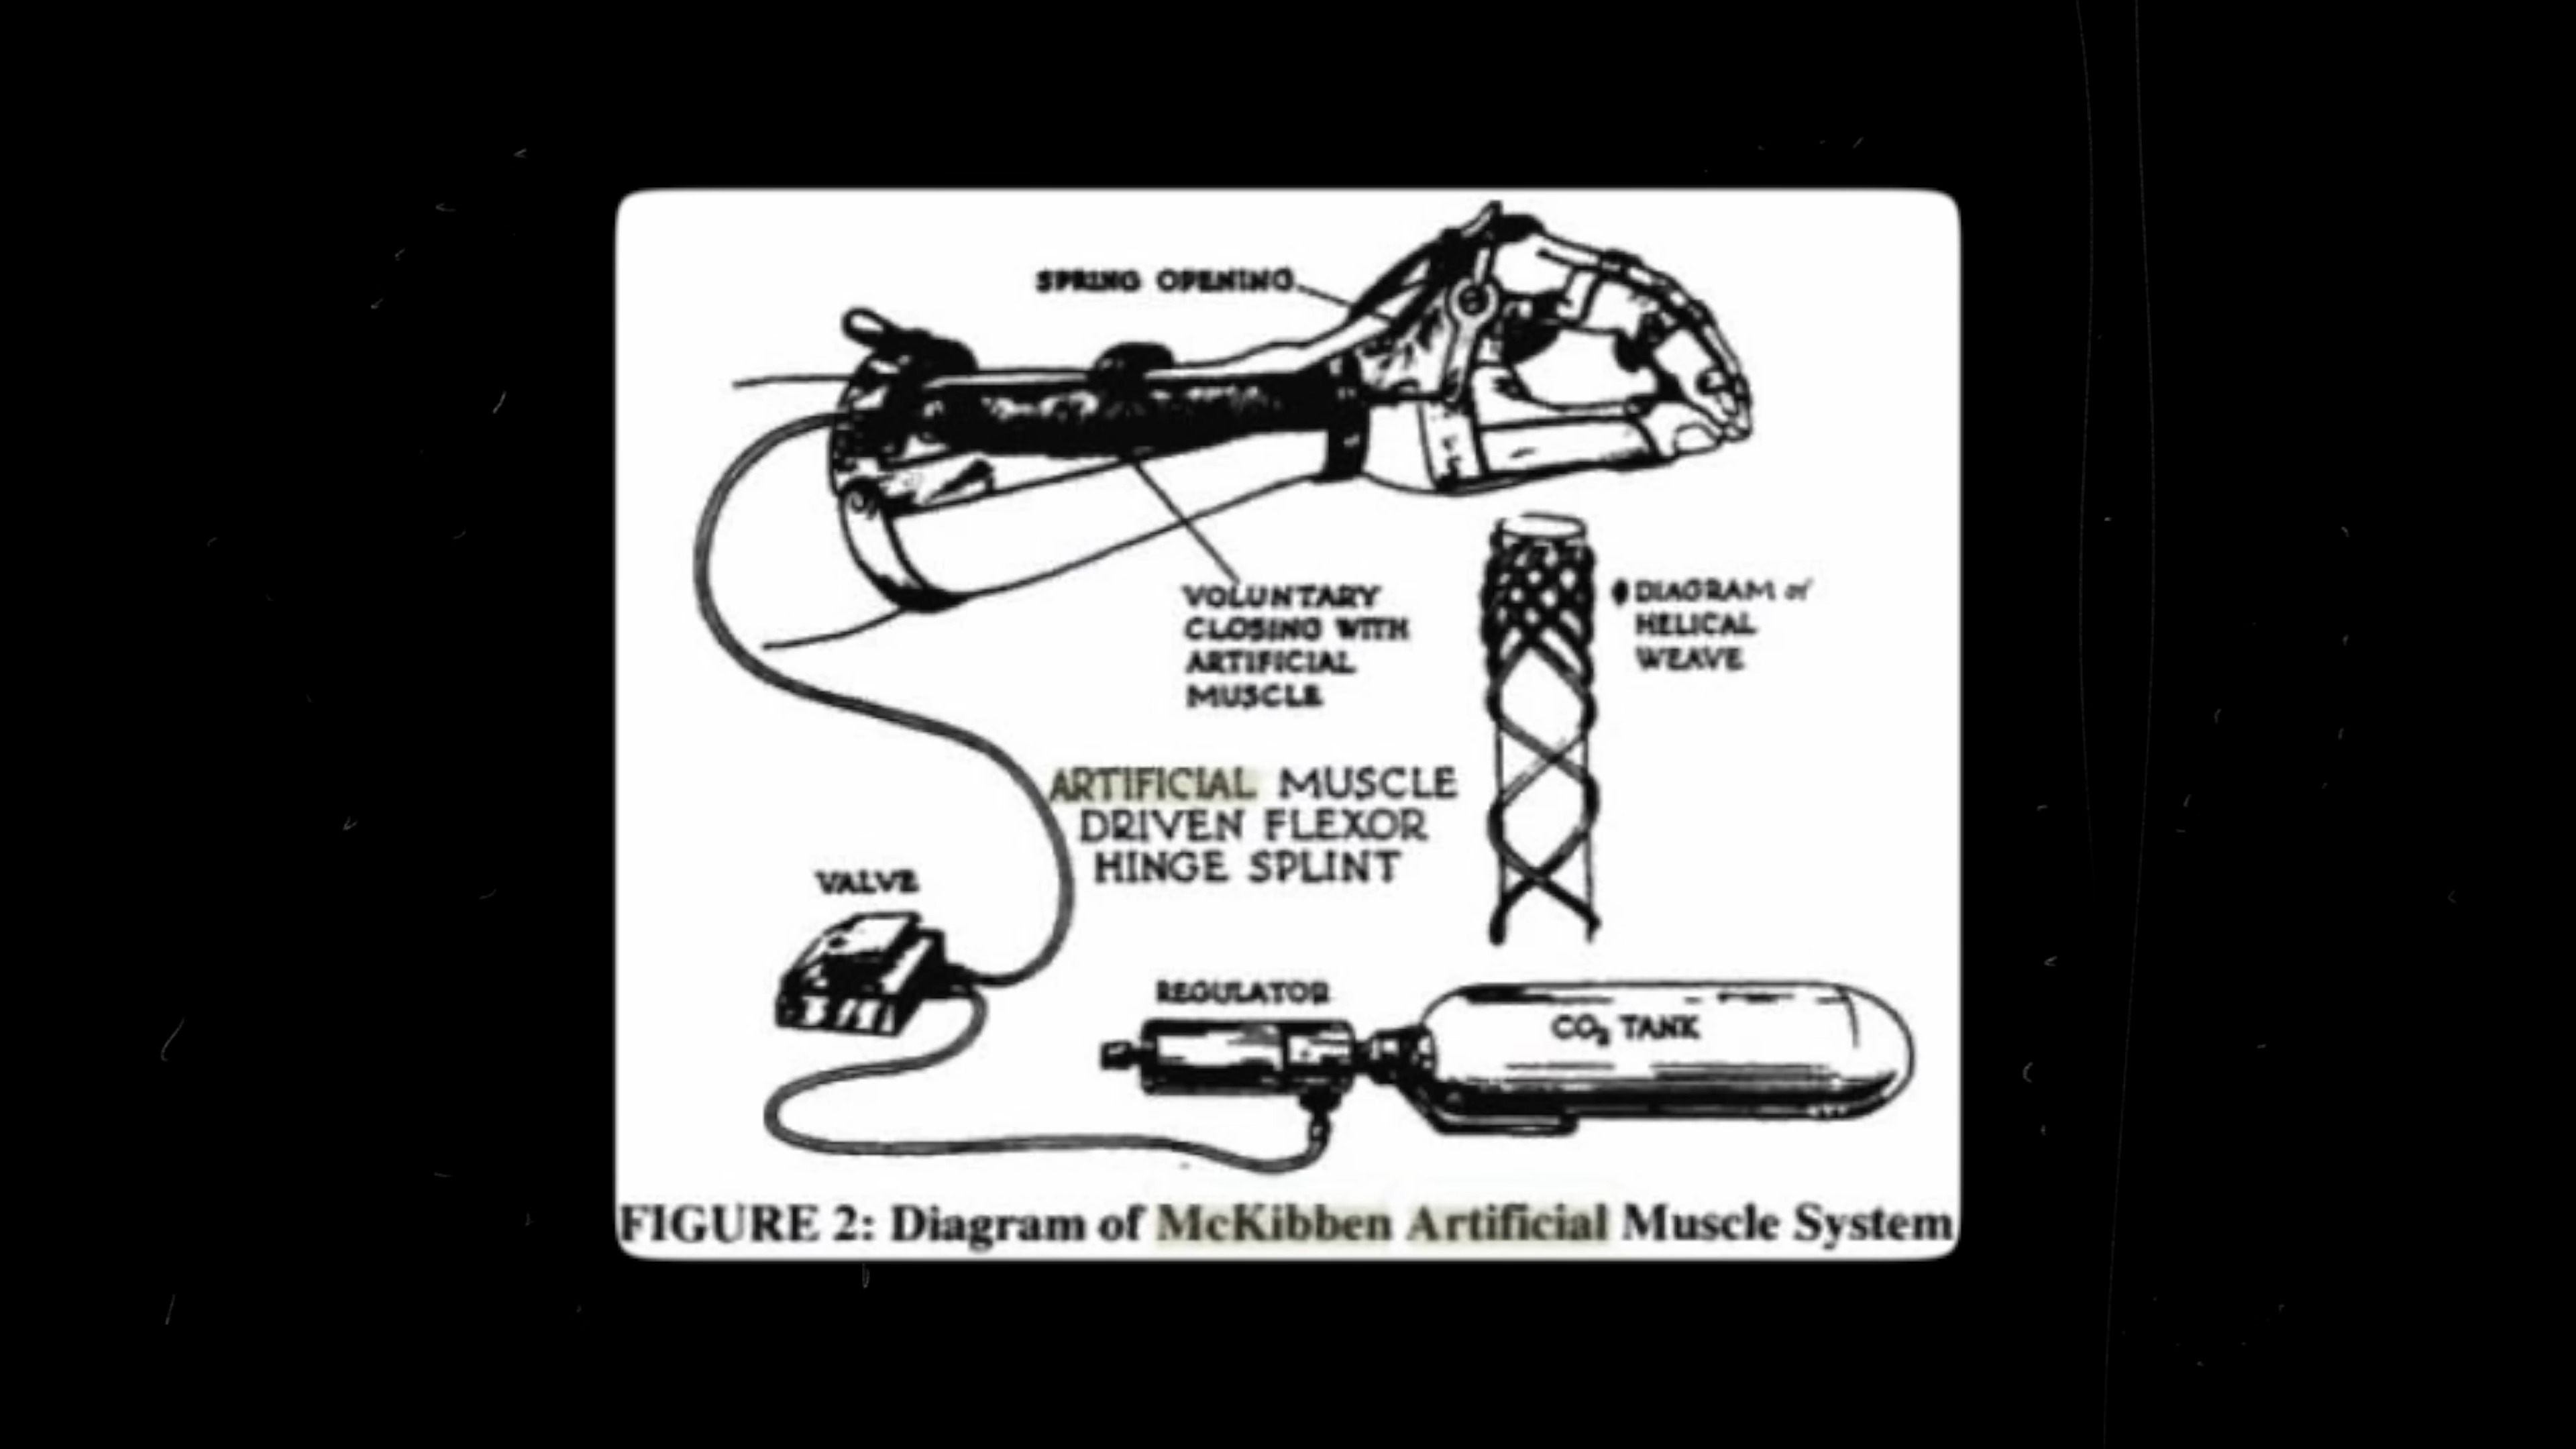 SPRING OPENING
VOLUNTARY
CLOSING WITH
ARTIFICIAL
MUSCLE
DIAGRAM of
HELICAL
WEAVE
ARTIFICIAL MUSCLE
DRIVEN FLEXOR
HINGE SPLINT
VALVE
REGULATOR
CO₂ TANK
FIGURE 2: Diagram of McKibben Artificial Muscle System